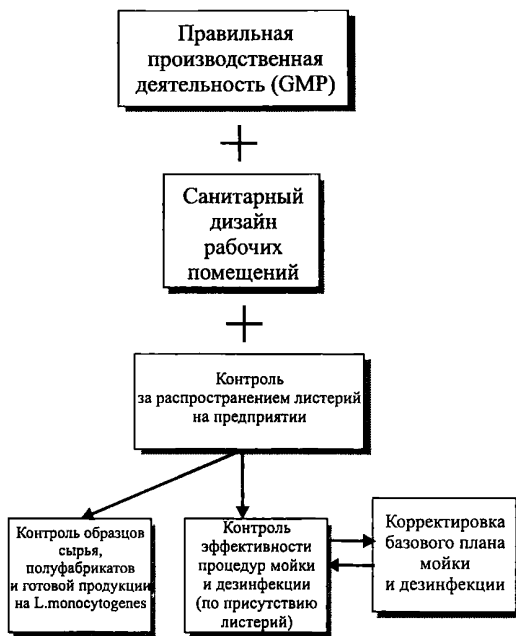 Правильная
производственная
деятельность (GMP)
+
Санитарный
дизайн
рабочих
помещений
+
Контроль
за распространением листерий
на предприятии
Контроль образцов
сырья,
полуфабрикатов
и готовой продукции
на L.monocytogenes
Контроль
эффективности
процедур мойки
и дезинфекции
(по присутствию
листерий)
Корректировка
базового плана
мойки
и дезинфекции